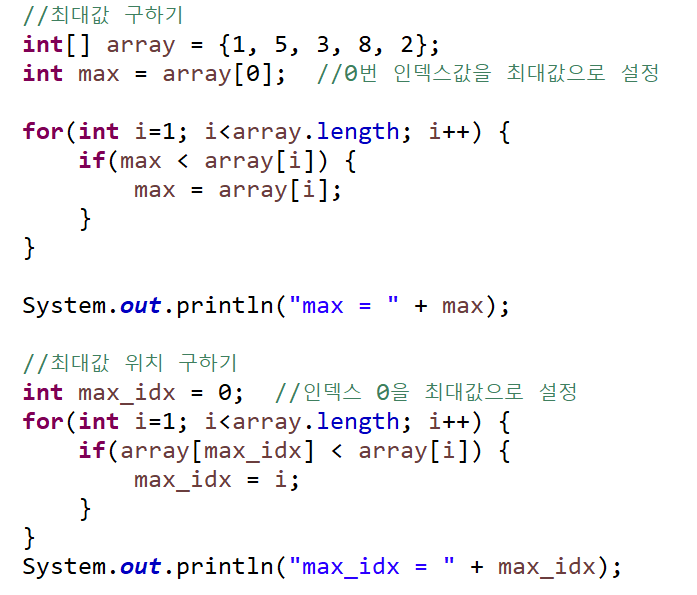 //최대값 구하기
int[] array = {1, 5, 3, 8, 2};
int max = array[0];  //0번 인덱스값을 최대값으로 설정
for(int i=1; i<array.length; i++) {
    if(max < array[i]) {
        max = array[i];
    }
}
System.out.println("max = " + max);
//최대값 위치 구하기
int max_idx = 0;  //인덱스 0을 최대값으로 설정
for(int i=1; i<array.length; i++) {
    if(array[max_idx] < array[i]) {
        max_idx = i;
    }
}
System.out.println("max_idx = " + max_idx);